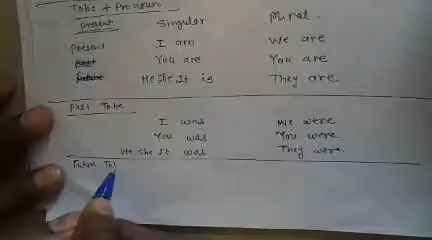 Tobe + Pronoun
Present Singular Plural.
Present I am We are
Past You are You are
Future He she It is They are
Past Tobe
I was We were
You was You were
He she It was They were.
Future To